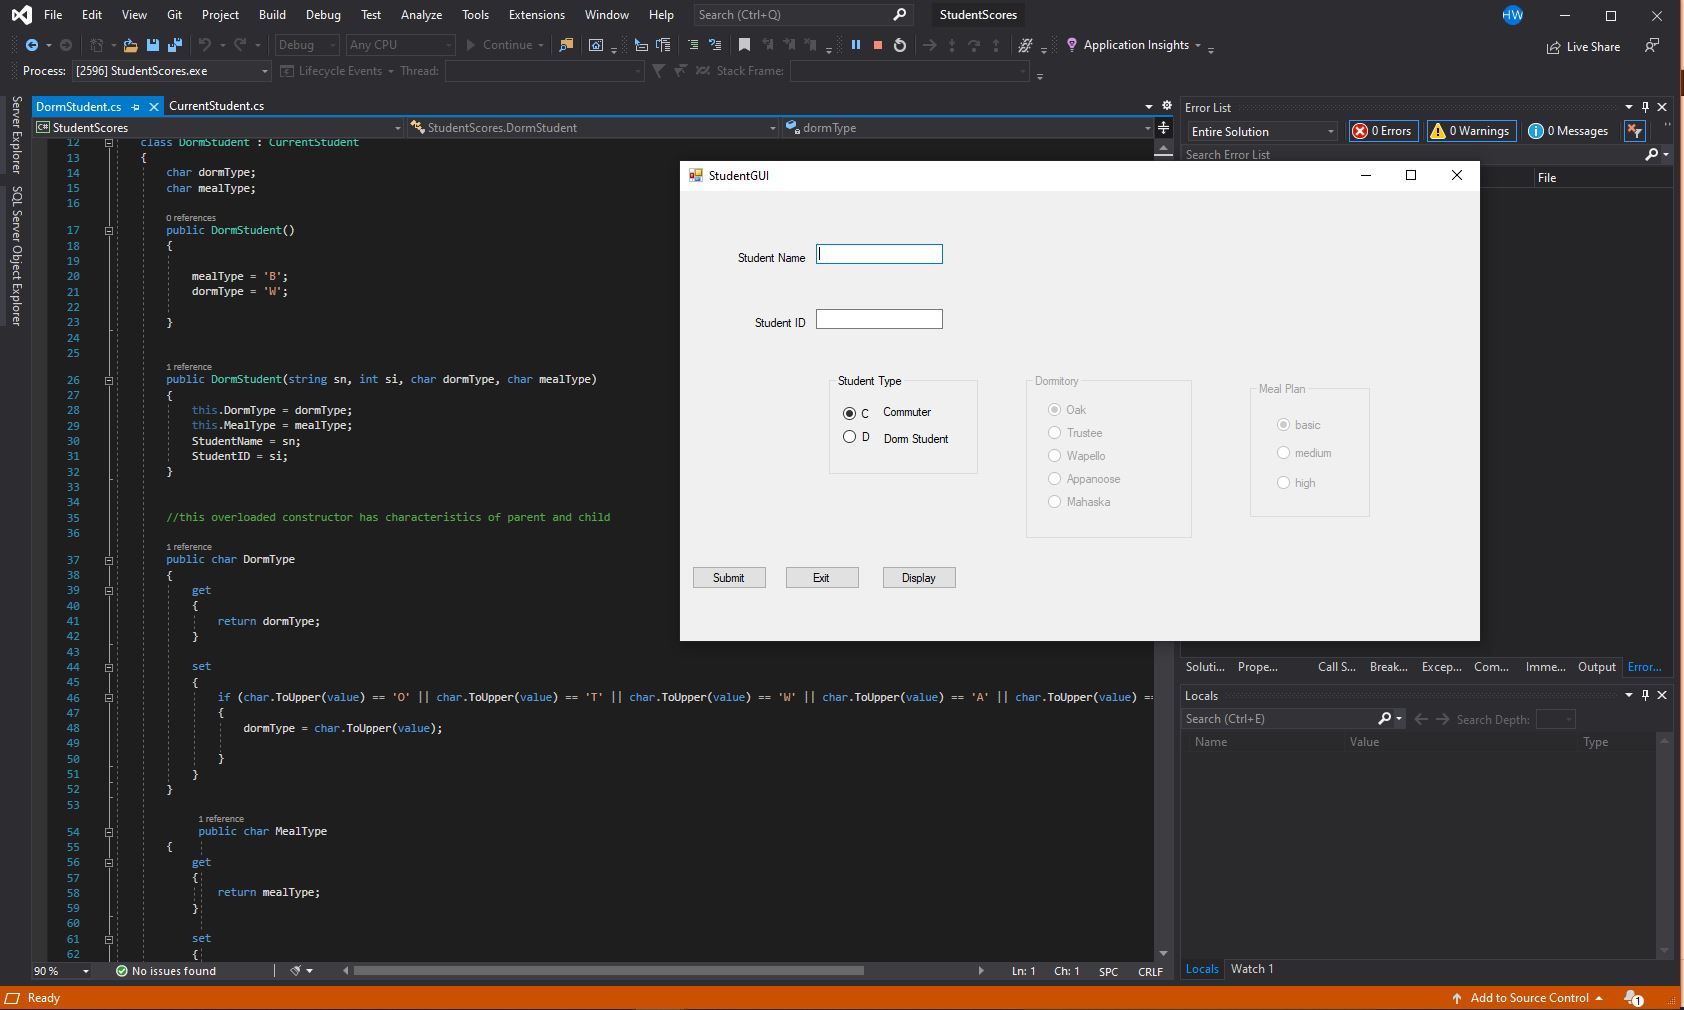 File Edit View Git Project Build Debug Test Analyze Tools Extensions Window Help Search (Ctrl+Q) StudentScores HW
Debug Any CPU Continue Application Insights Live Share
Process: [2596] StudentScores.exe Lifecycle Events Thread: Stack Frame:
Server Explorer
SQL Server Object Explorer
DormStudent.cs CurrentStudent.cs
C# StudentScores StudentScores.DormStudent dormType
12 class DormStudent : CurrentStudent
13 {
14 char dormType;
15 char mealType;
16
0 references
17 public DormStudent()
18 {
19
20 mealType = 'B';
21 dormType = 'W';
22
23 }
24
25
1 reference
26 public DormStudent(string sn, int si, char dormType, char mealType)
27 {
28 this.DormType = dormType;
29 this.MealType = mealType;
30 StudentName = sn;
31 StudentID = si;
32 }
33
34
35 //this overloaded constructor has characteristics of parent and child
36
1 reference
37 public char DormType
38 {
39 get
40 {
41 return dormType;
42 }
43
44 set
45 {
46 if (char.ToUpper(value) == 'O' || char.ToUpper(value) == 'T' || char.ToUpper(value) == 'W' || char.ToUpper(value) == 'A' || char.ToUpper(value) ==
47 {
48 dormType = char.ToUpper(value);
49
50 }
51 }
52 }
53
1 reference
54 public char MealType
55 {
56 get
57 {
58 return mealType;
59 }
60
61 set
62 {
90 % No issues found Ln: 1 Ch: 1 SPC CRLF
StudentGUI
Student Name
Student ID
Student Type
C Commuter
D Dorm Student
Dormitory
Oak
Trustee
Wapello
Appanoose
Mahaska
Meal Plan
basic
medium
high
Submit Exit Display
Error List
Entire Solution 0 Errors 0 Warnings 0 Messages
Search Error List
File
Soluti... Prope... Call S... Break... Excep... Com... Imme... Output Error...
Locals
Search (Ctrl+E) Search Depth:
Name Value Type
Locals Watch 1
Ready Add to Source Control 1